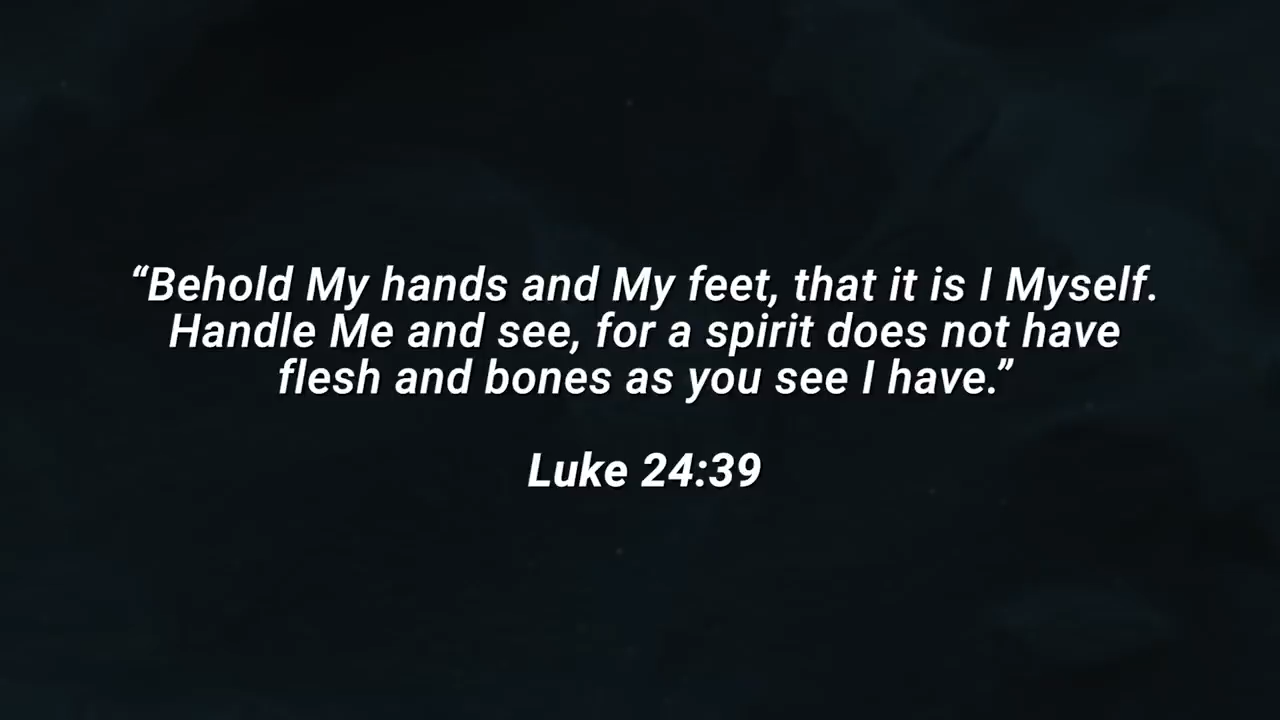 “Behold My hands and My feet, that it is I Myself.
Handle Me and see, for a spirit does not have
flesh and bones as you see I have.”
Luke 24:39